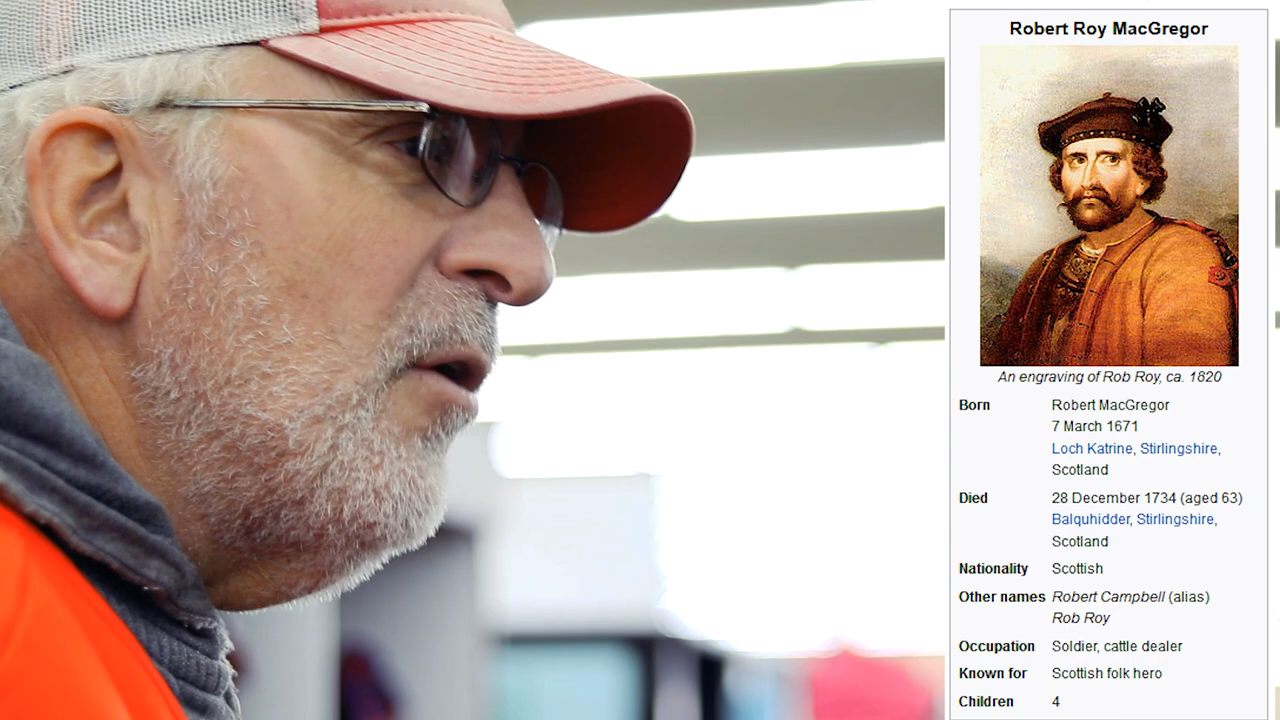 Robert Roy MacGregor
An engraving of Rob Roy, ca. 1820
Born Robert MacGregor
7 March 1671
Loch Katrine, Stirlingshire,
Scotland
Died 28 December 1734 (aged 63)
Balquhidder, Stirlingshire,
Scotland
Nationality Scottish
Other names Robert Campbell (alias)
Rob Roy
Occupation Soldier, cattle dealer
Known for Scottish folk hero
Children 4